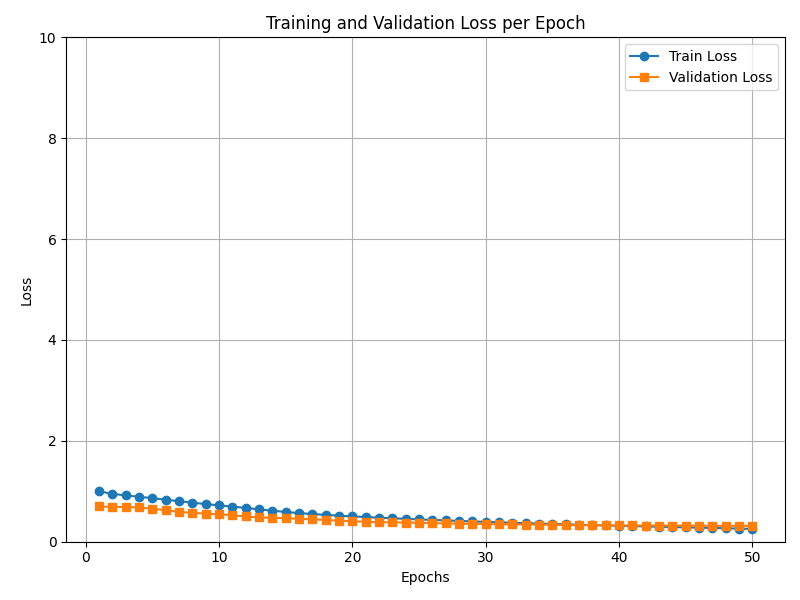 Training and Validation Loss per Epoch
Train Loss
Validation Loss
Loss
10
8
6
4
2
0
0 10 20 30 40 50
Epochs